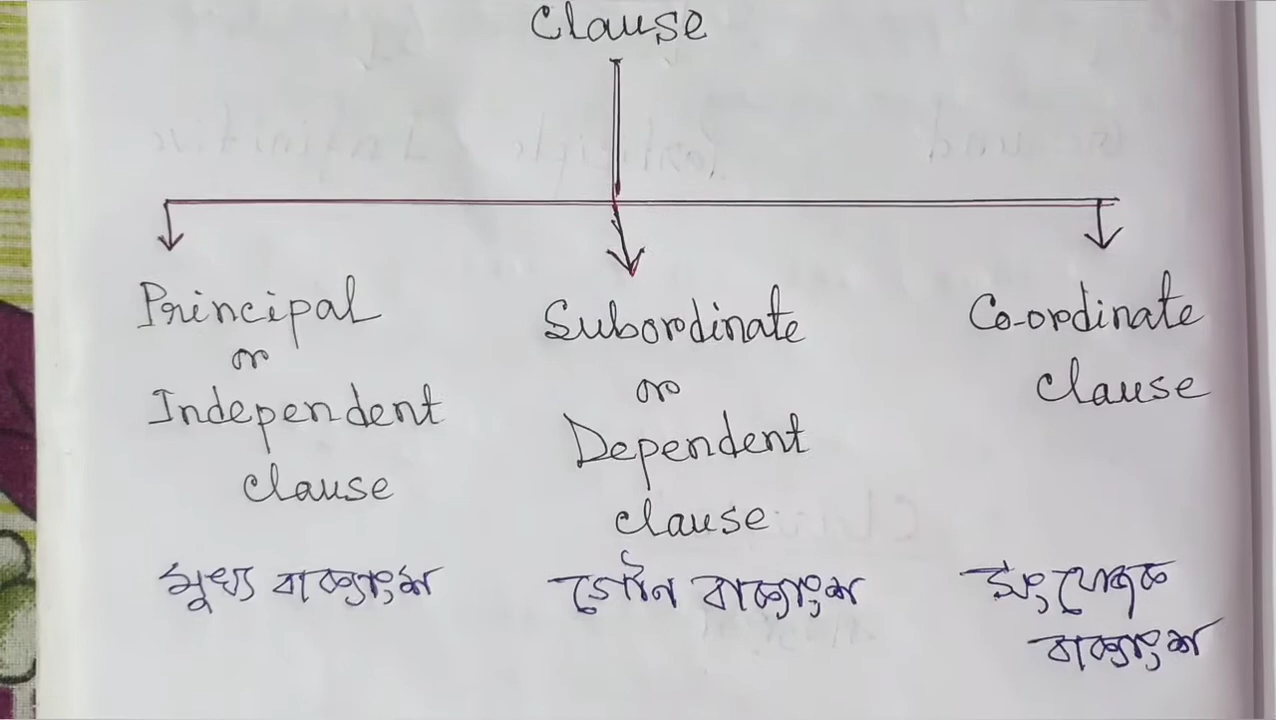 Clause
Principal
or
Independent
clause
মুখ্য বাক্যাংশ
Subordinate
or
Dependent
clause
গৌন বাক্যাংশ
Co-ordinate
clause
সংযোজক
বাক্যাংশ